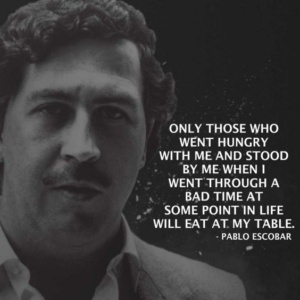 ONLY THOSE WHO
WENT HUNGRY
WITH ME AND STOOD
BY ME WHEN I
WENT THROUGH A
BAD TIME AT
SOME POINT IN LIFE
WILL EAT AT MY TABLE.
- PABLO ESCOBAR